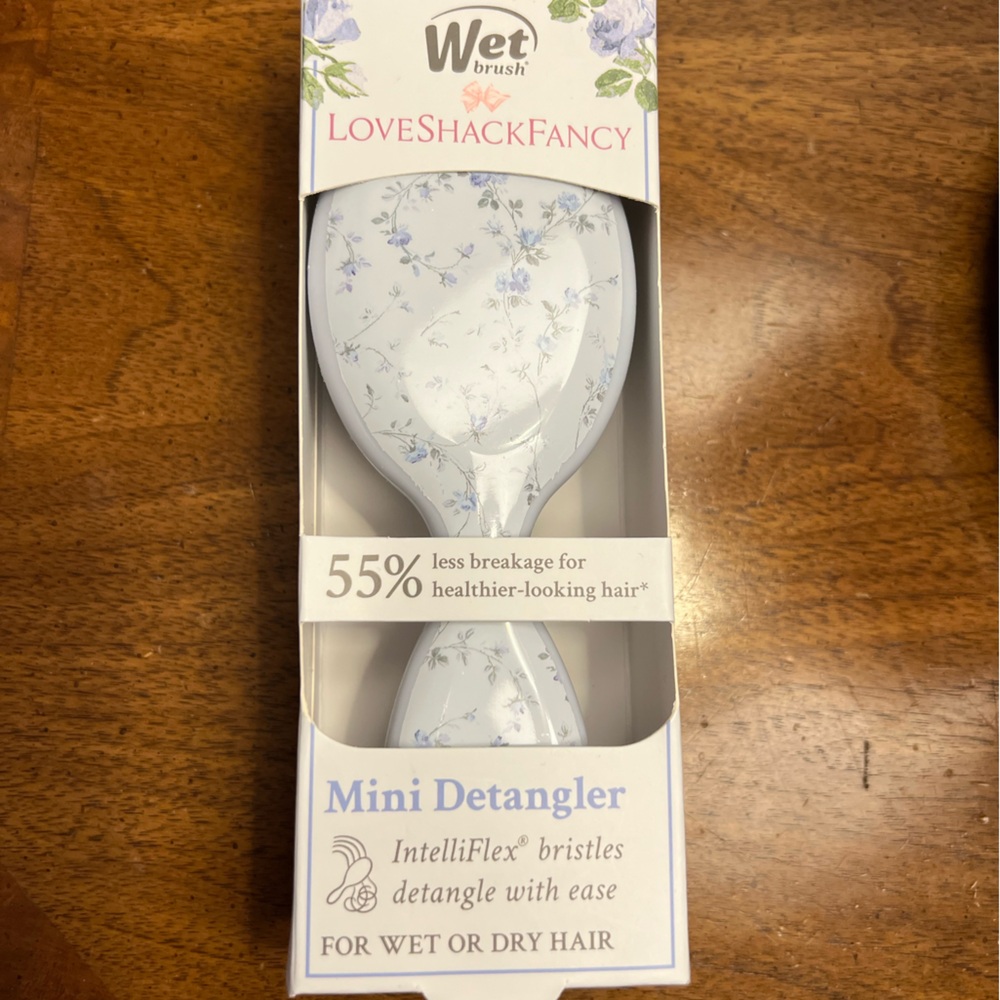 Wet
brush®
LOVESHACKFANCY
55% less breakage for
healthier-looking hair*
Mini Detangler
IntelliFlex® bristles
detangle with ease
FOR WET OR DRY HAIR